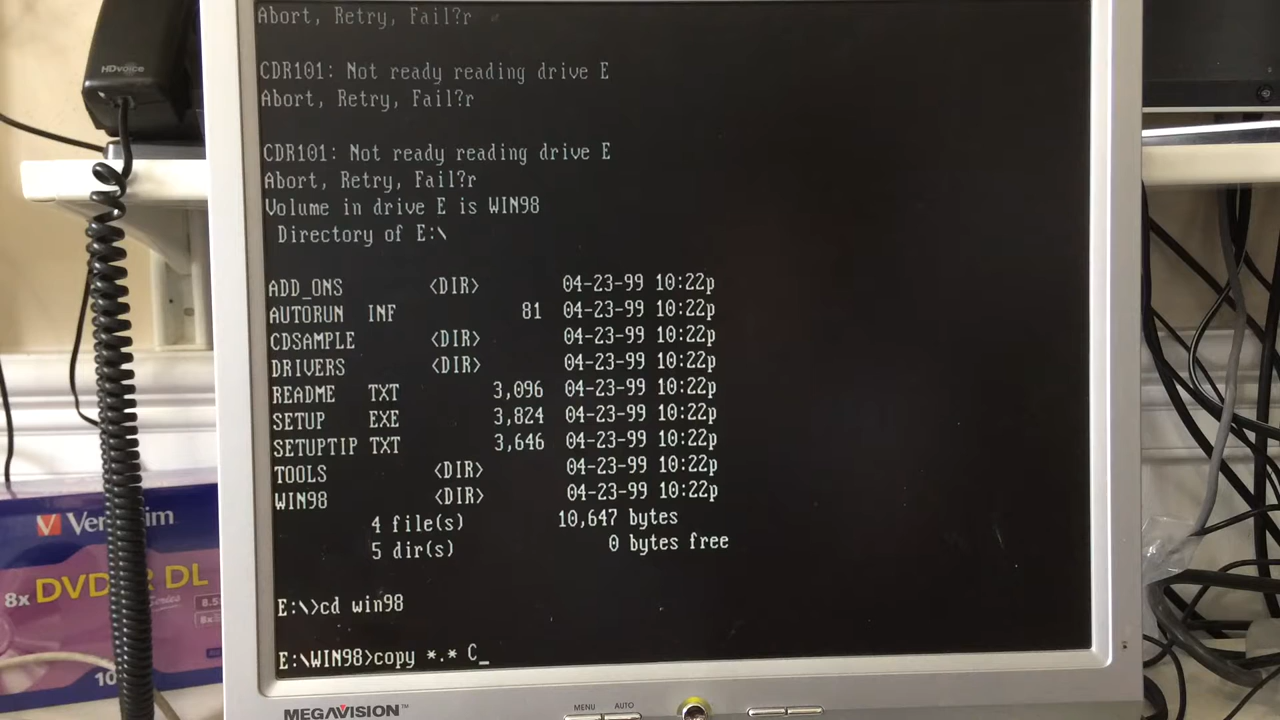 Abort, Retry, Fail?r
HDvoice
CDR101: Not ready reading drive E
Abort, Retry, Fail?r
CDR101: Not ready reading drive E
Abort, Retry, Fail?r
Volume in drive E is WIN98
Directory of E:\
ADD_ONS <DIR> 04-23-99 10:22p
AUTORUN INF 81 04-23-99 10:22p
CDSAMPLE <DIR> 04-23-99 10:22p
DRIVERS <DIR> 04-23-99 10:22p
README TXT 3,096 04-23-99 10:22p
SETUP EXE 3,824 04-23-99 10:22p
SETUPTIP TXT 3,646 04-23-99 10:22p
TOOLS <DIR> 04-23-99 10:22p
WIN98 <DIR> 04-23-99 10:22p
4 file(s) 10,647 bytes
5 dir(s) 0 bytes free
E:\>cd win98
E:\WIN98>copy *.* C_
8x DVD R DL
8.5
8x
10
MENU AUTO
MEGAVISION™